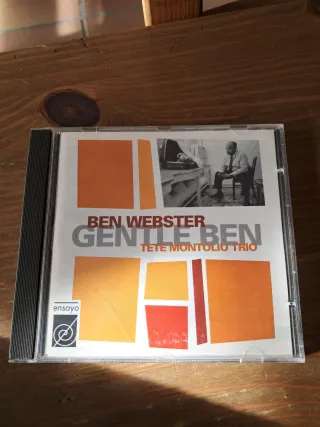 BEN WEBSTER
GENTLE BEN
TETE MONTOLIU TRIO
ensayo